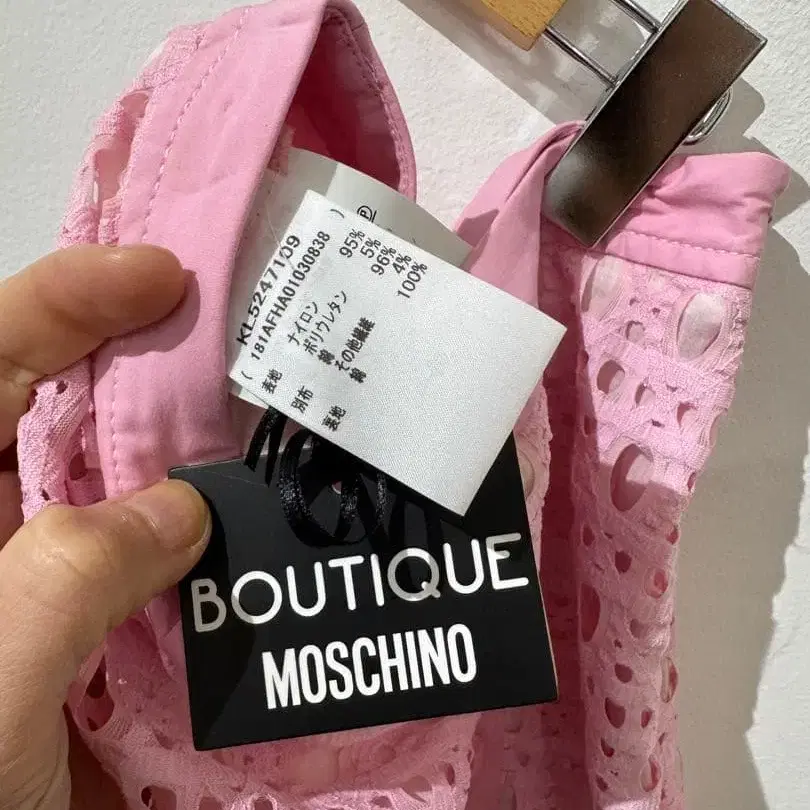 Ⓟ
KL5247109
( 181AFHA01030838 )
表地 ナイロン 95%
ポリウレタン 5%
別布 綿 96%
その他繊維 4%
裏地 綿 100%
BOUTIQUE
MOSCHINO